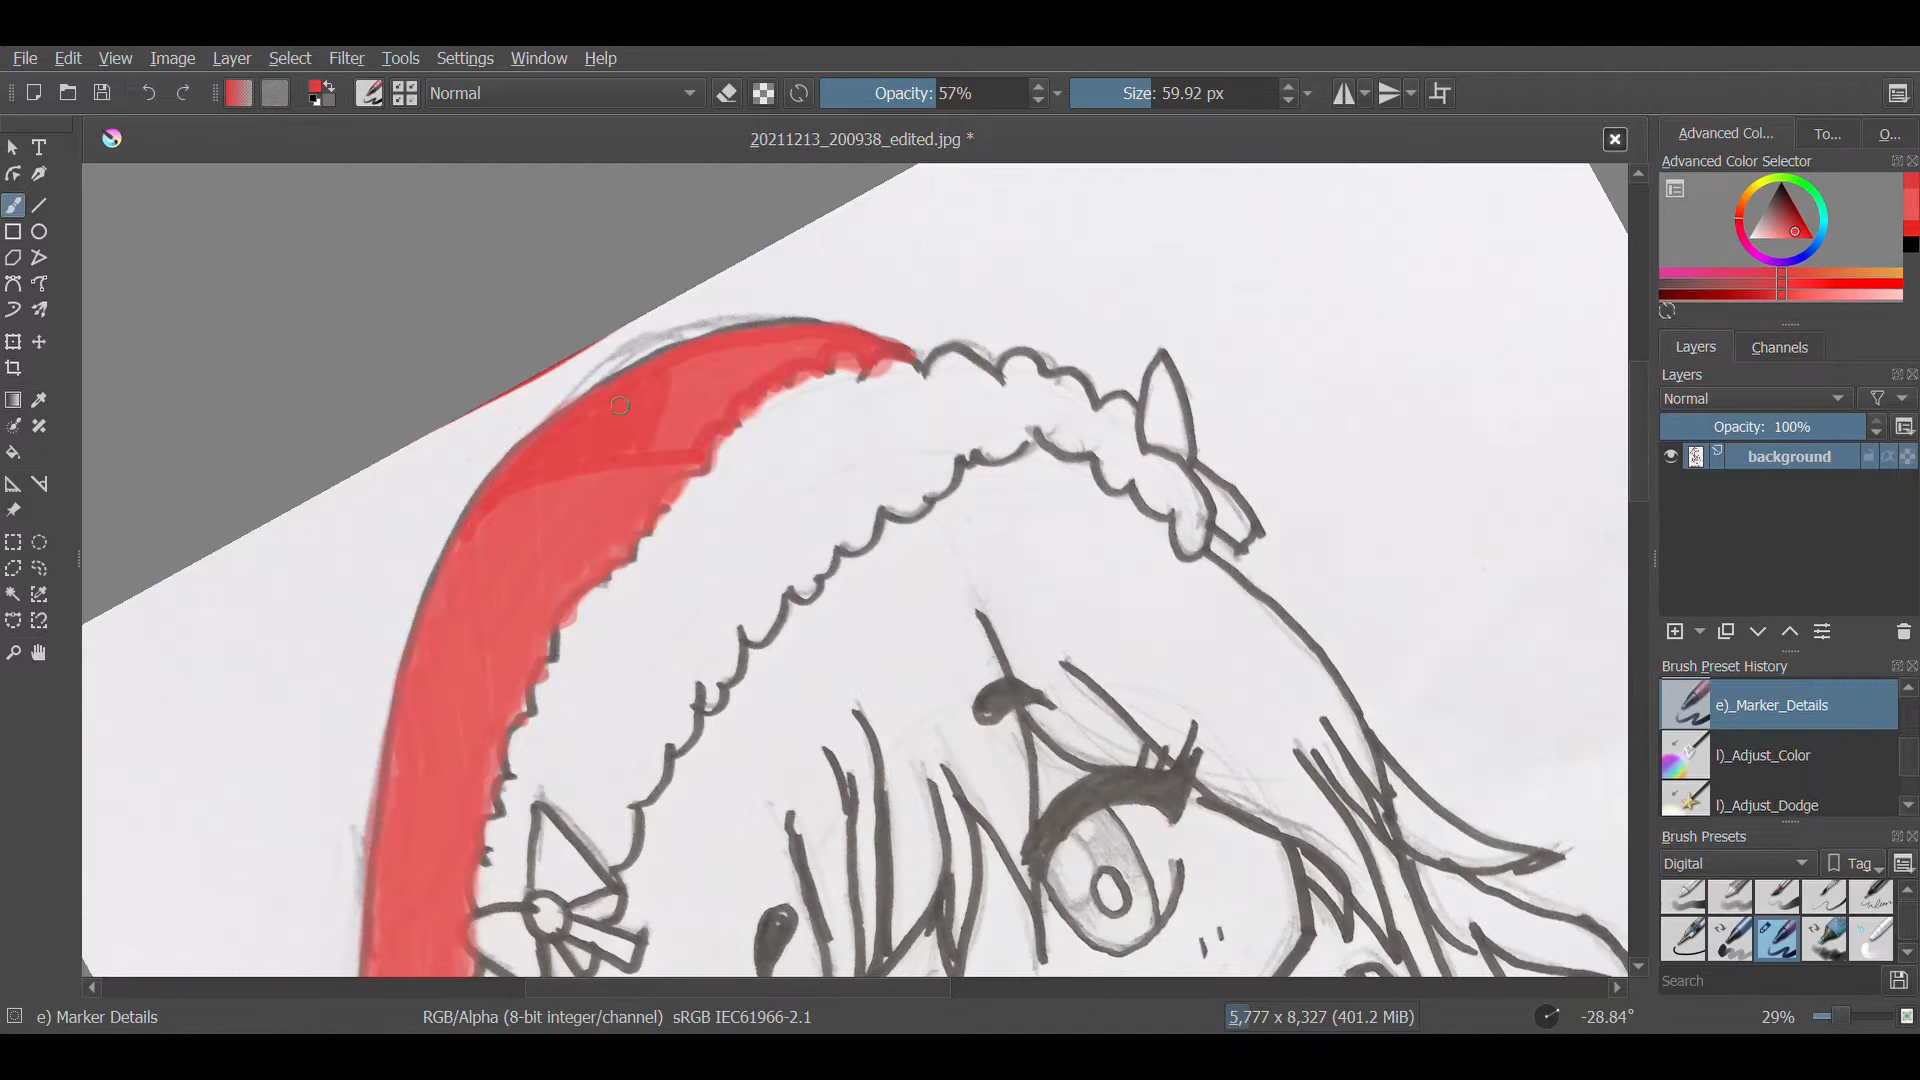 File Edit View Image Layer Select Filter Tools Settings Window Help
Normal Opacity: 57% Size: 59.92 px
20211213_200938_edited.jpg *
Advanced Col... To... O...
Advanced Color Selector
Layers Channels
Layers
Normal
Opacity: 100%
background
Brush Preset History
e)_Marker_Details
l)_Adjust_Color
l)_Adjust_Dodge
Brush Presets
Digital Tag
Search
e) Marker Details RGB/Alpha (8-bit integer/channel) sRGB IEC61966-2.1 5,777 x 8,327 (401.2 MiB) -28.84° 29%